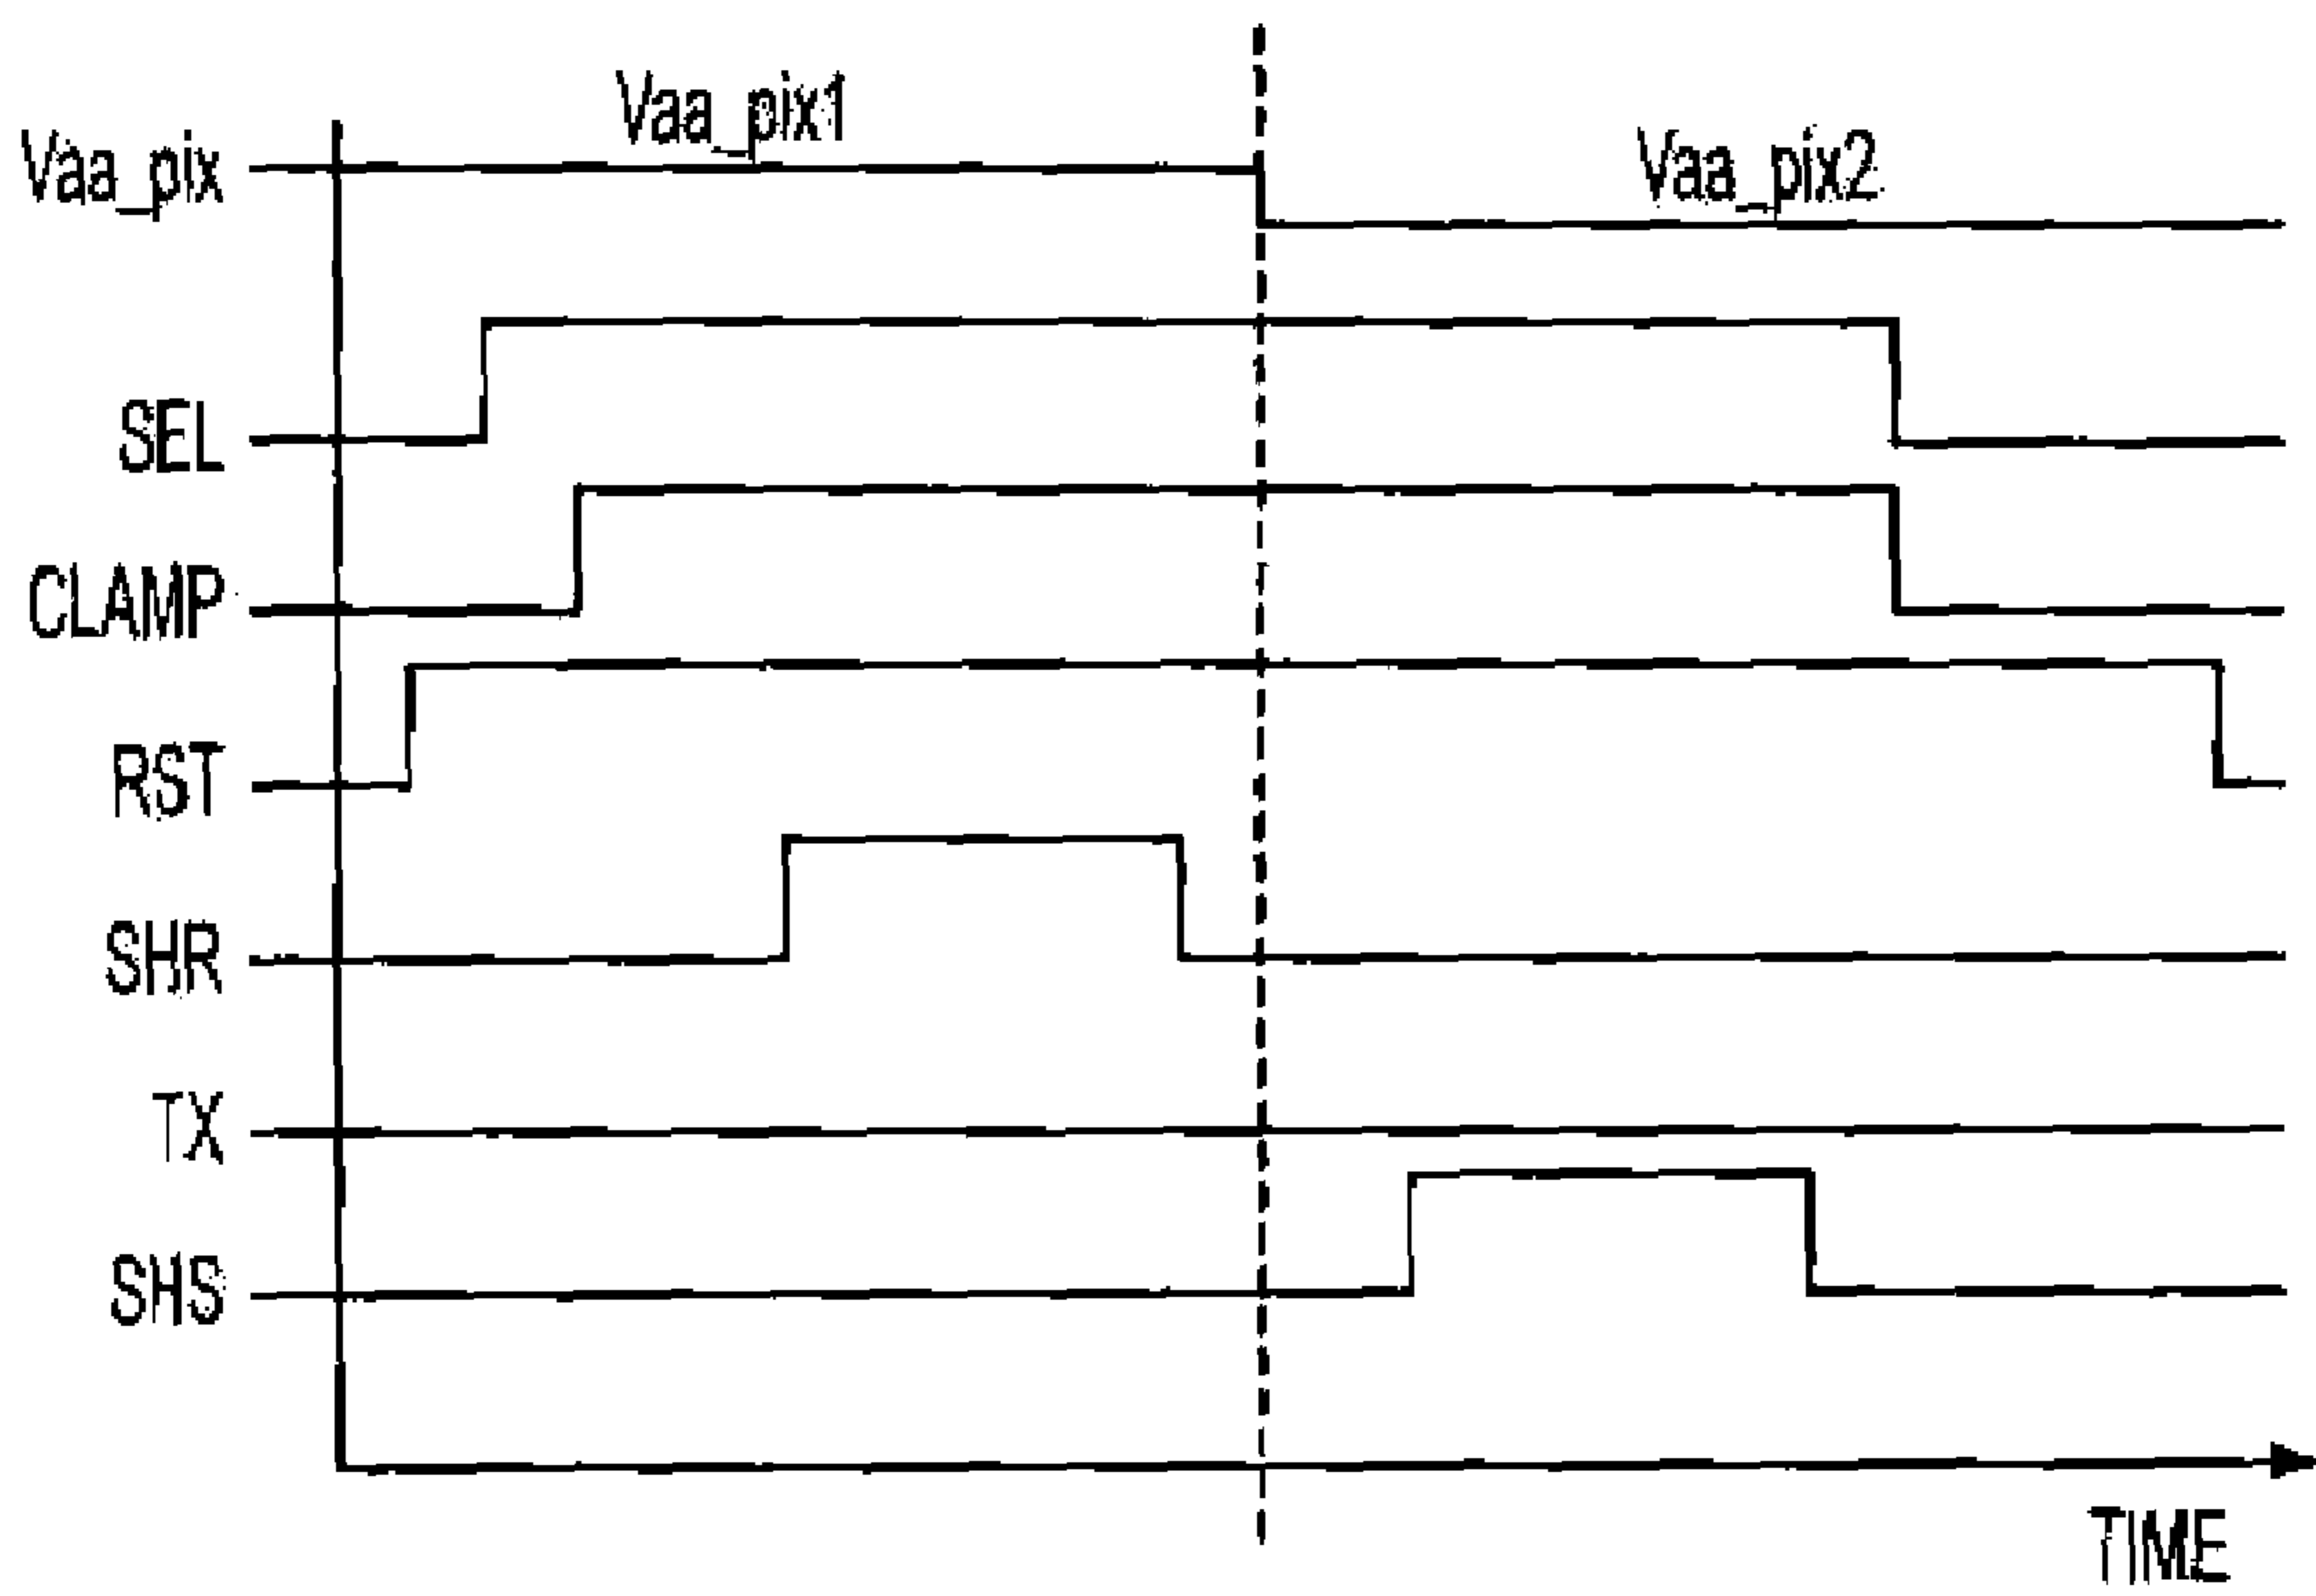 Vaa_pix1
Vaa_pix
Vaa_pix2
SEL
CLAMP
RST
SHR
TX
SHS
TIME